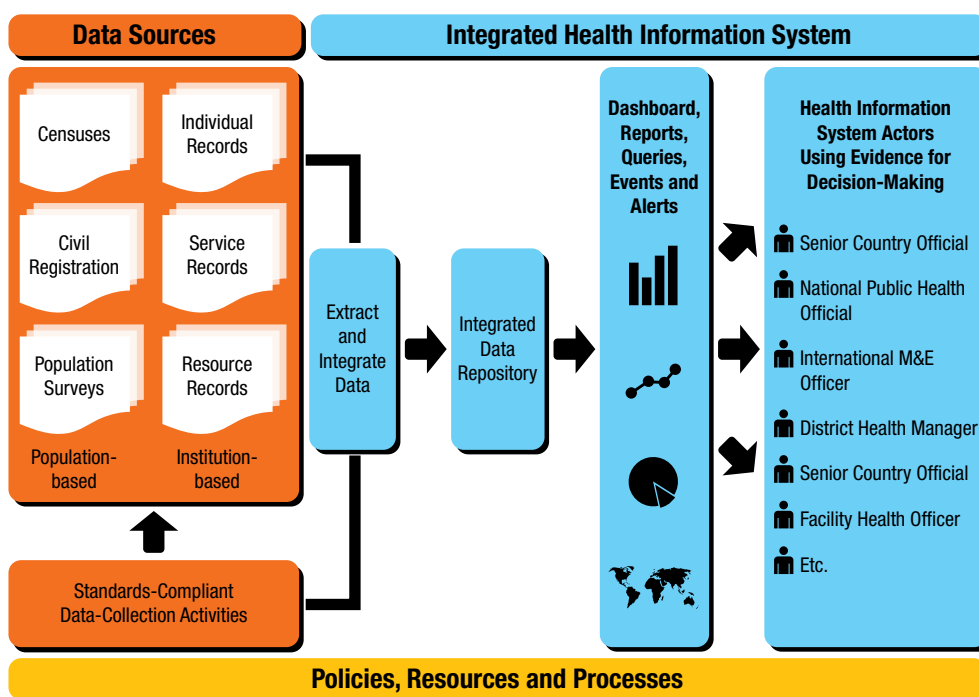 Data Sources
Integrated Health Information System
Censuses
Individual
Records
Civil
Registration
Service
Records
Population
Surveys
Resource
Records
Population-
based
Institution-
based
Standards-Compliant
Data-Collection Activities
Extract
and
Integrate
Data
Integrated
Data
Repository
Dashboard,
Reports,
Queries,
Events and
Alerts
Health Information
System Actors
Using Evidence for
Decision-Making
Senior Country Official
National Public Health
Official
International M&E
Officer
District Health Manager
Senior Country Official
Facility Health Officer
Etc.
Policies, Resources and Processes